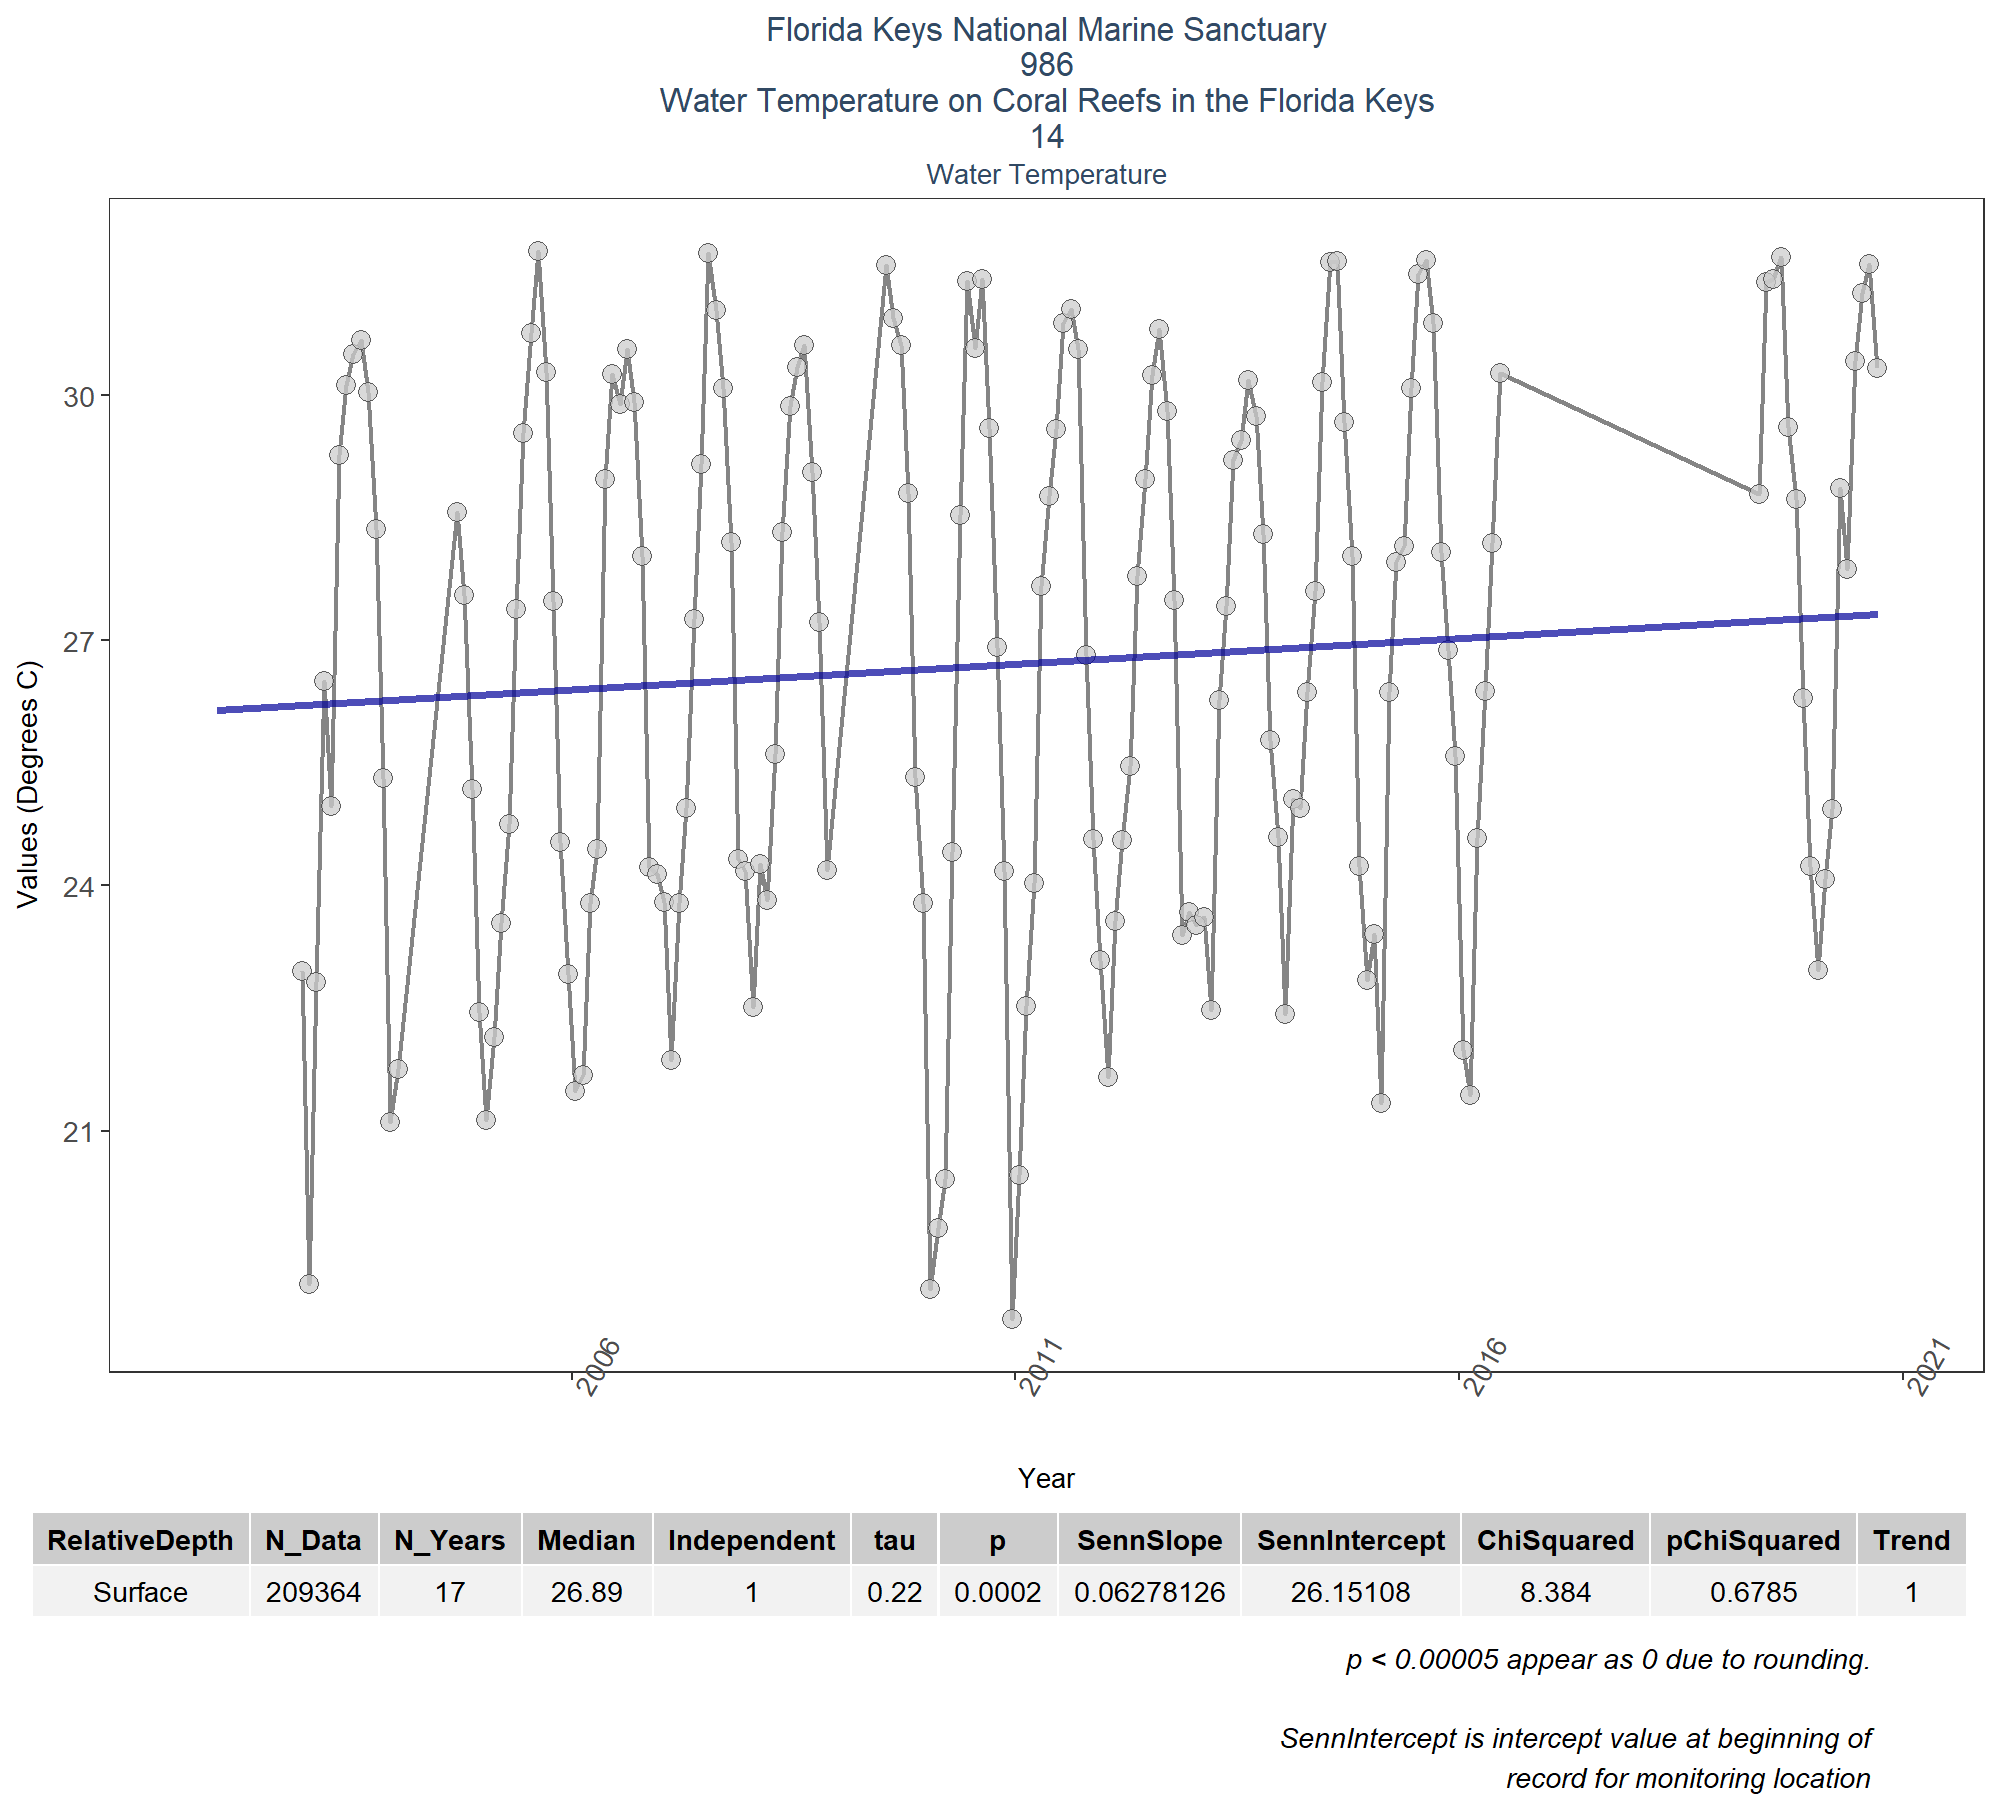 Florida Keys National Marine Sanctuary
986
Water Temperature on Coral Reefs in the Florida Keys
14
Water Temperature
Values (Degrees C)
30
27
24
21
2006
2011
2016
2021
Year
RelativeDepth N_Data N_Years Median Independent tau p SennSlope SennIntercept ChiSquared pChiSquared Trend
Surface 209364 17 26.89 1 0.22 0.0002 0.06278126 26.15108 8.384 0.6785 1
p < 0.00005 appear as 0 due to rounding.
SennIntercept is intercept value at beginning of
record for monitoring location